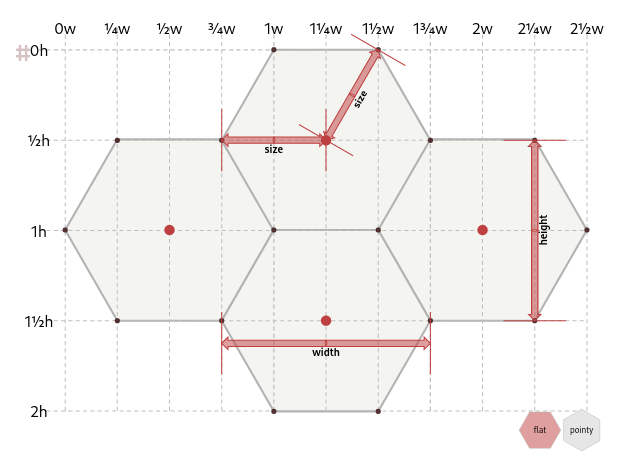 0w ¼w ½w ¾w 1w 1¼w 1½w 1¾w 2w 2¼w 2½w
#0h
size
½h
size
1h
height
1½h
width
2h
flat pointy